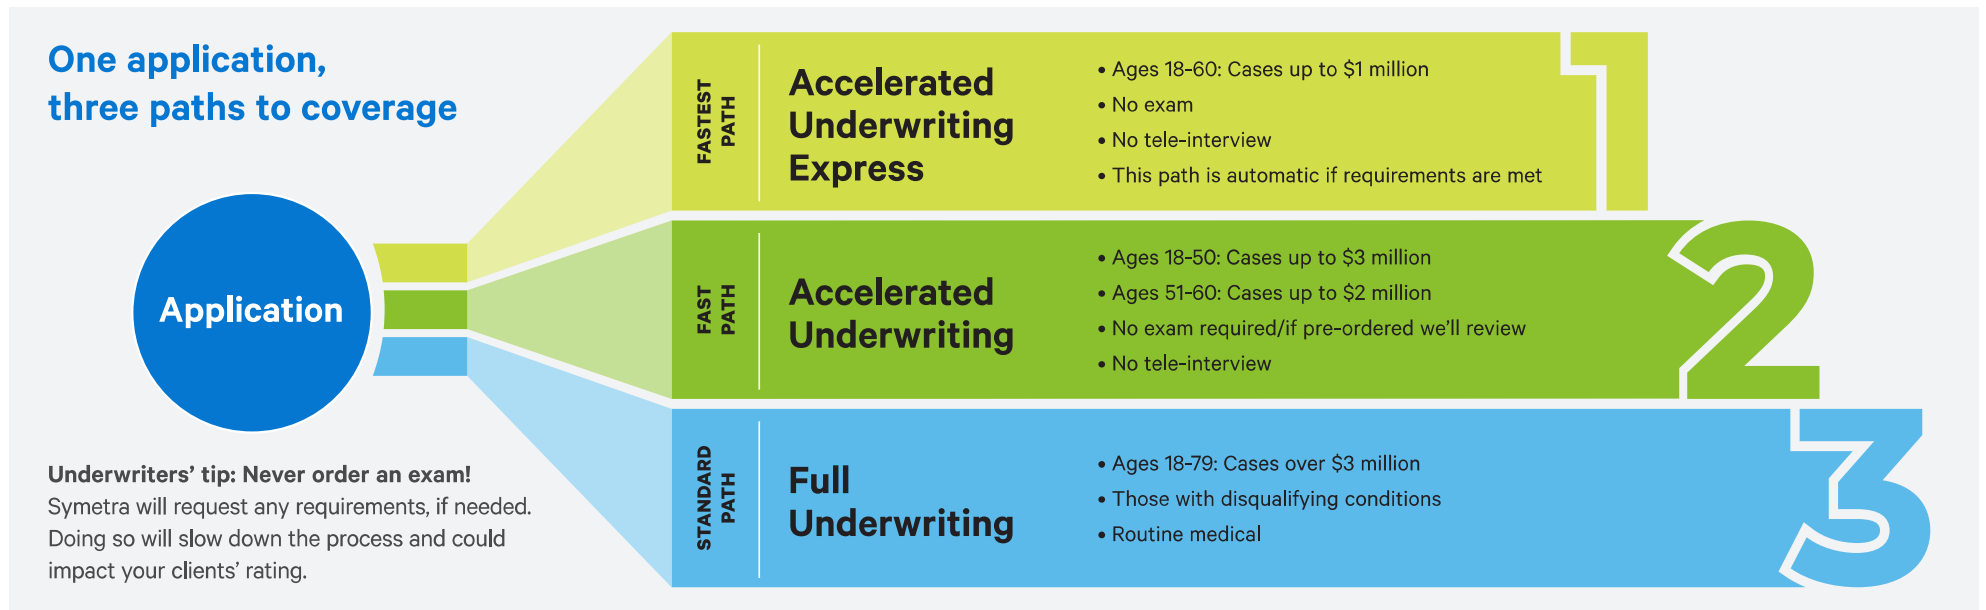 One application,
three paths to coverage
Application
Underwriters’ tip: Never order an exam!
Symetra will request any requirements, if needed.
Doing so will slow down the process and could
impact your clients’ rating.
FASTEST
PATH
Accelerated
Underwriting
Express
• Ages 18-60: Cases up to $1 million
• No exam
• No tele-interview
• This path is automatic if requirements are met
1
FAST
PATH
Accelerated
Underwriting
• Ages 18-50: Cases up to $3 million
• Ages 51-60: Cases up to $2 million
• No exam required/if pre-ordered we’ll review
• No tele-interview
2
STANDARD
PATH
Full
Underwriting
• Ages 18-79: Cases over $3 million
• Those with disqualifying conditions
• Routine medical
3